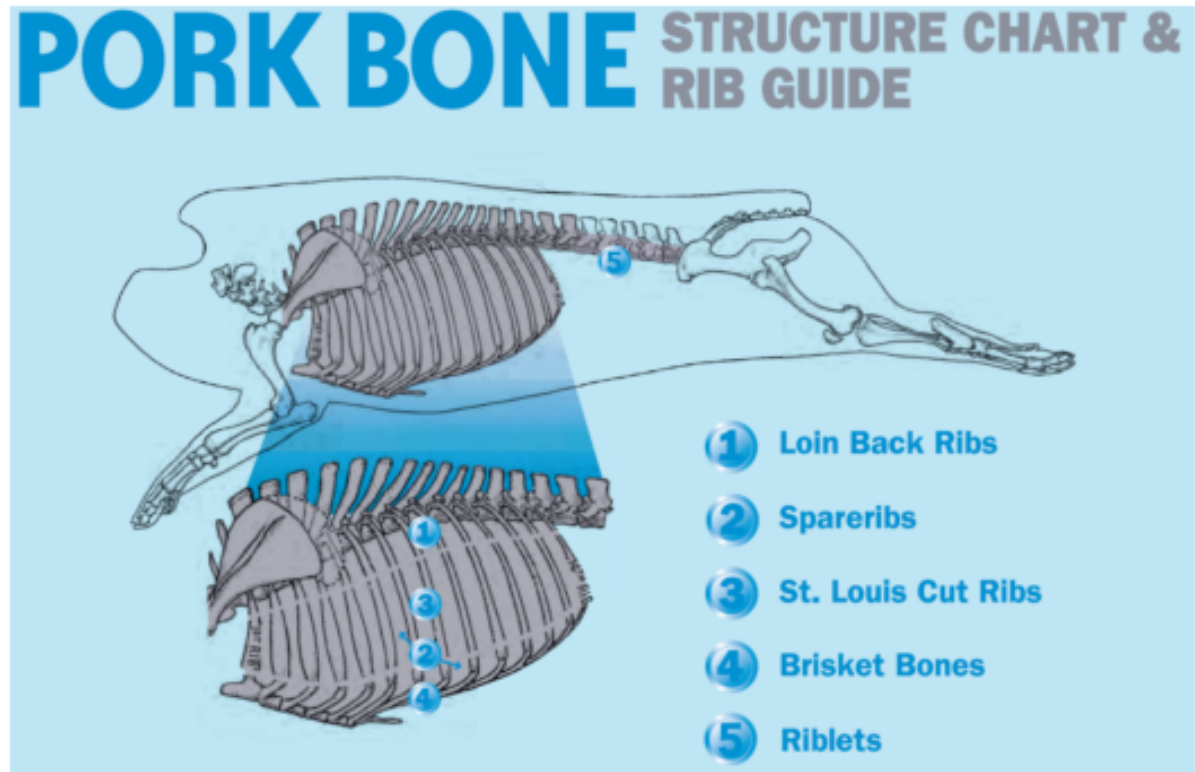 PORK BONE
STRUCTURE CHART &
RIB GUIDE
5
1
3
2
4
1 Loin Back Ribs
2 Spareribs
3 St. Louis Cut Ribs
4 Brisket Bones
5 Riblets